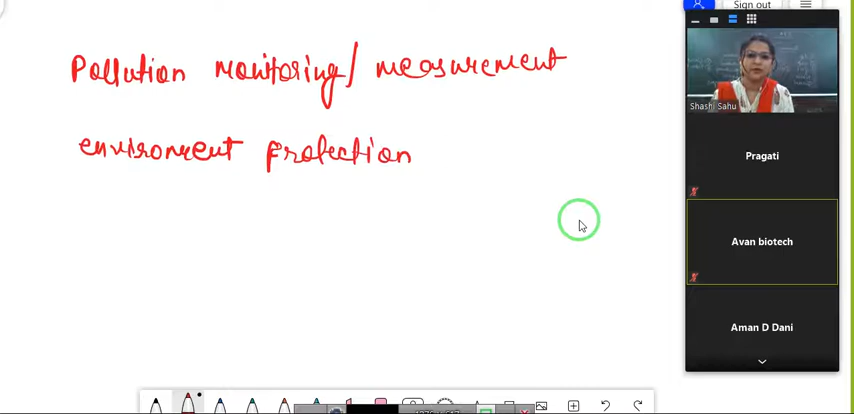 Sign out
Pollution monitoring/ measurement
environment protection
Shashi Sahu
Pragati
Avan biotech
Aman D Dani